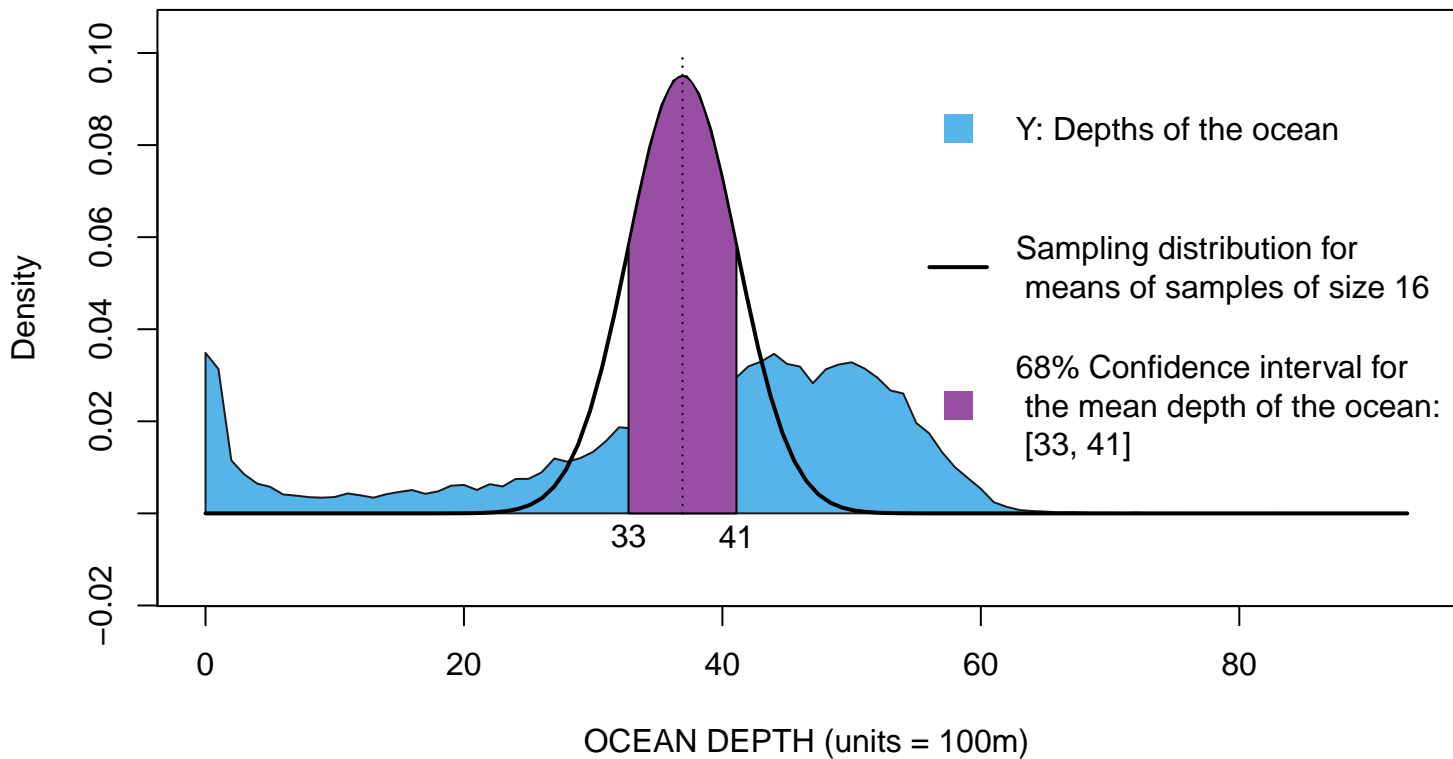 0.10
0.08
0.06
0.04
0.02
−0.02
Density
Y: Depths of the ocean
Sampling distribution for
means of samples of size 16
68% Confidence interval for
the mean depth of the ocean:
[33, 41]
33 41
0 20 40 60 80
OCEAN DEPTH (units = 100m)